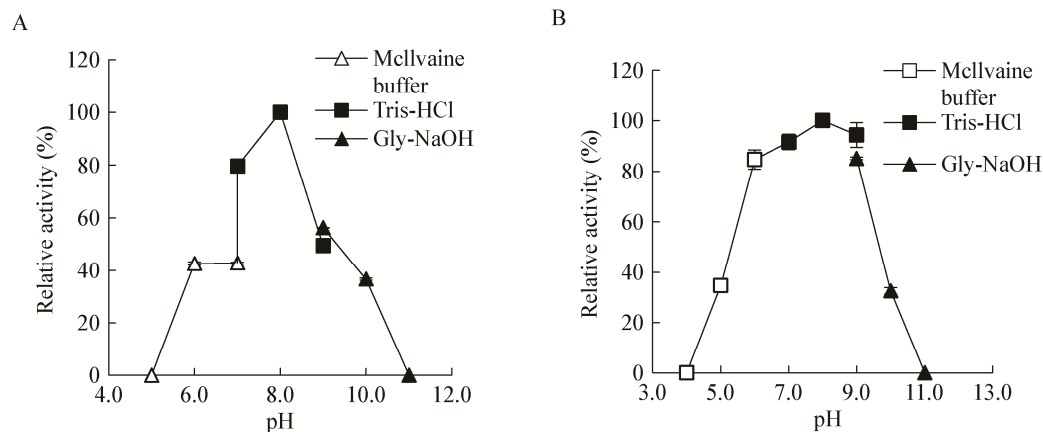 A
120
100
80
60
40
20
0
Relative activity (%)
4.0 6.0 8.0 10.0 12.0
pH
McIlvaine
buffer
Tris-HCl
Gly-NaOH
B
120
100
80
60
40
20
0
Relative activity (%)
3.0 5.0 7.0 9.0 11.0 13.0
pH
McIlvaine
buffer
Tris-HCl
Gly-NaOH